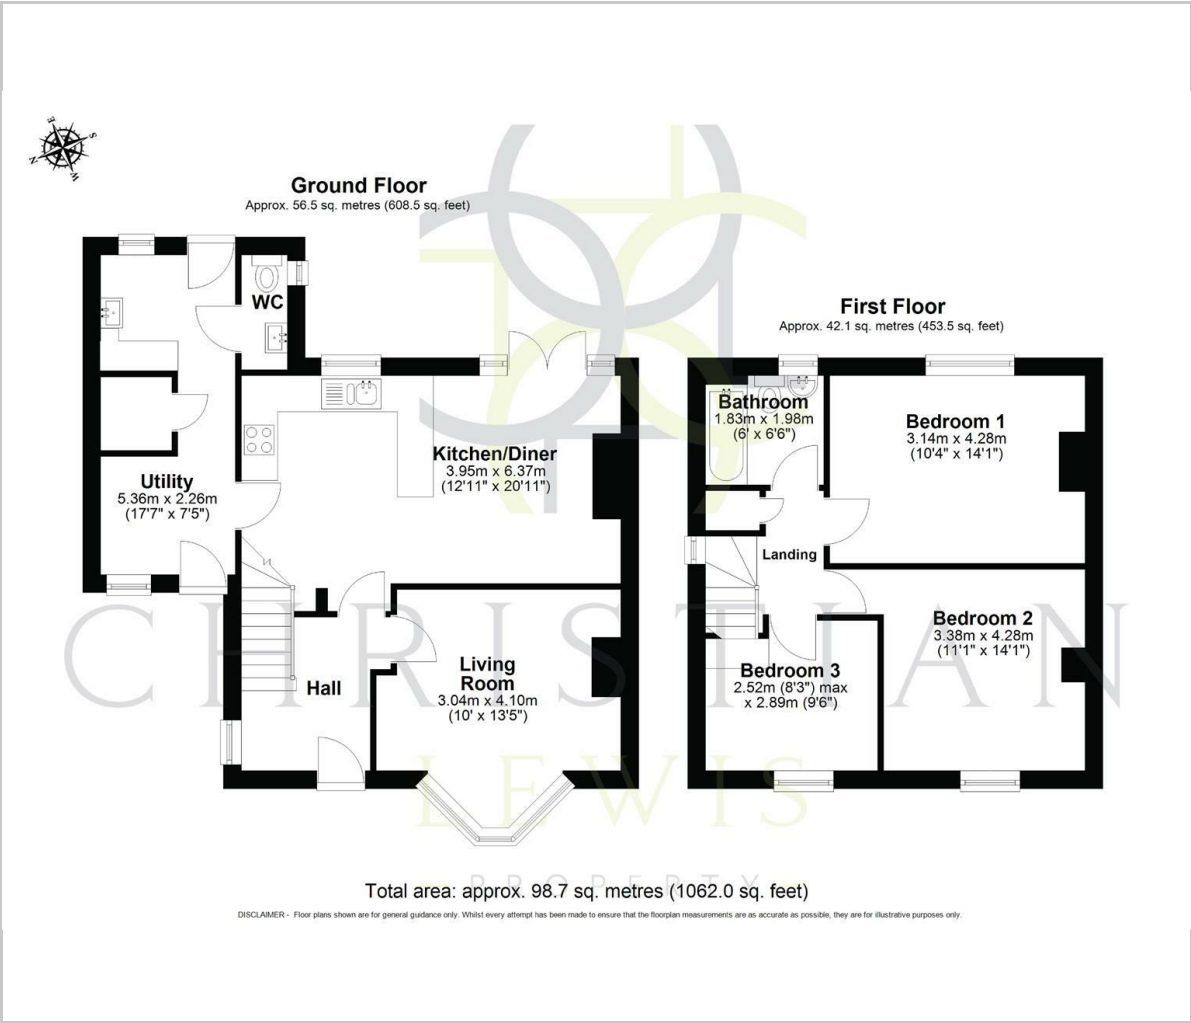 E
S
N
W
Ground Floor
Approx. 56.5 sq. metres (608.5 sq. feet)
WC
Kitchen/Diner
3.95m x 6.37m
(12'11" x 20'11")
Utility
5.36m x 2.26m
(17'7" x 7'5")
Living
Room
3.04m x 4.10m
(10' x 13'5")
Hall
First Floor
Approx. 42.1 sq. metres (453.5 sq. feet)
Bathroom
1.83m x 1.98m
(6' x 6'6")
Bedroom 1
3.14m x 4.28m
(10'4" x 14'1")
Landing
Bedroom 2
3.38m x 4.28m
(11'1" x 14'1")
Bedroom 3
2.52m (8'3") max
x 2.89m (9'6")
CHRISTIAN
LEWIS
PROPERTY
Total area: approx. 98.7 sq. metres (1062.0 sq. feet)
DISCLAIMER - Floor plans shown are for general guidance only. Whilst every attempt has been made to ensure that the floorplan measurements are as accurate as possible, they are for illustrative purposes only.